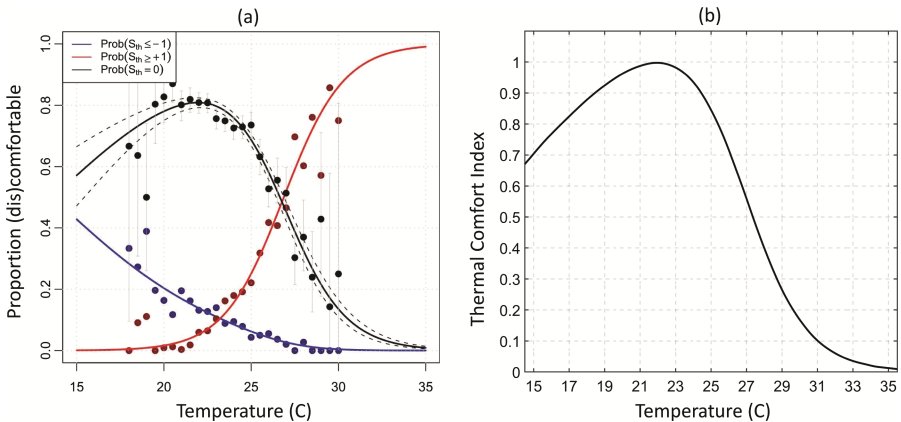 (a)
Prob(Sth ≤ −1)
Prob(Sth ≥ +1)
Prob(Sth = 0)
Proportion (dis)comfortable
1.0
0.8
0.6
0.4
0.2
0.0
15 20 25 30 35
Temperature (C)
(b)
Thermal Comfort Index
1
0.9
0.8
0.7
0.6
0.5
0.4
0.3
0.2
0.1
0
15 17 19 21 23 25 27 29 31 33 35
Temperature (C)